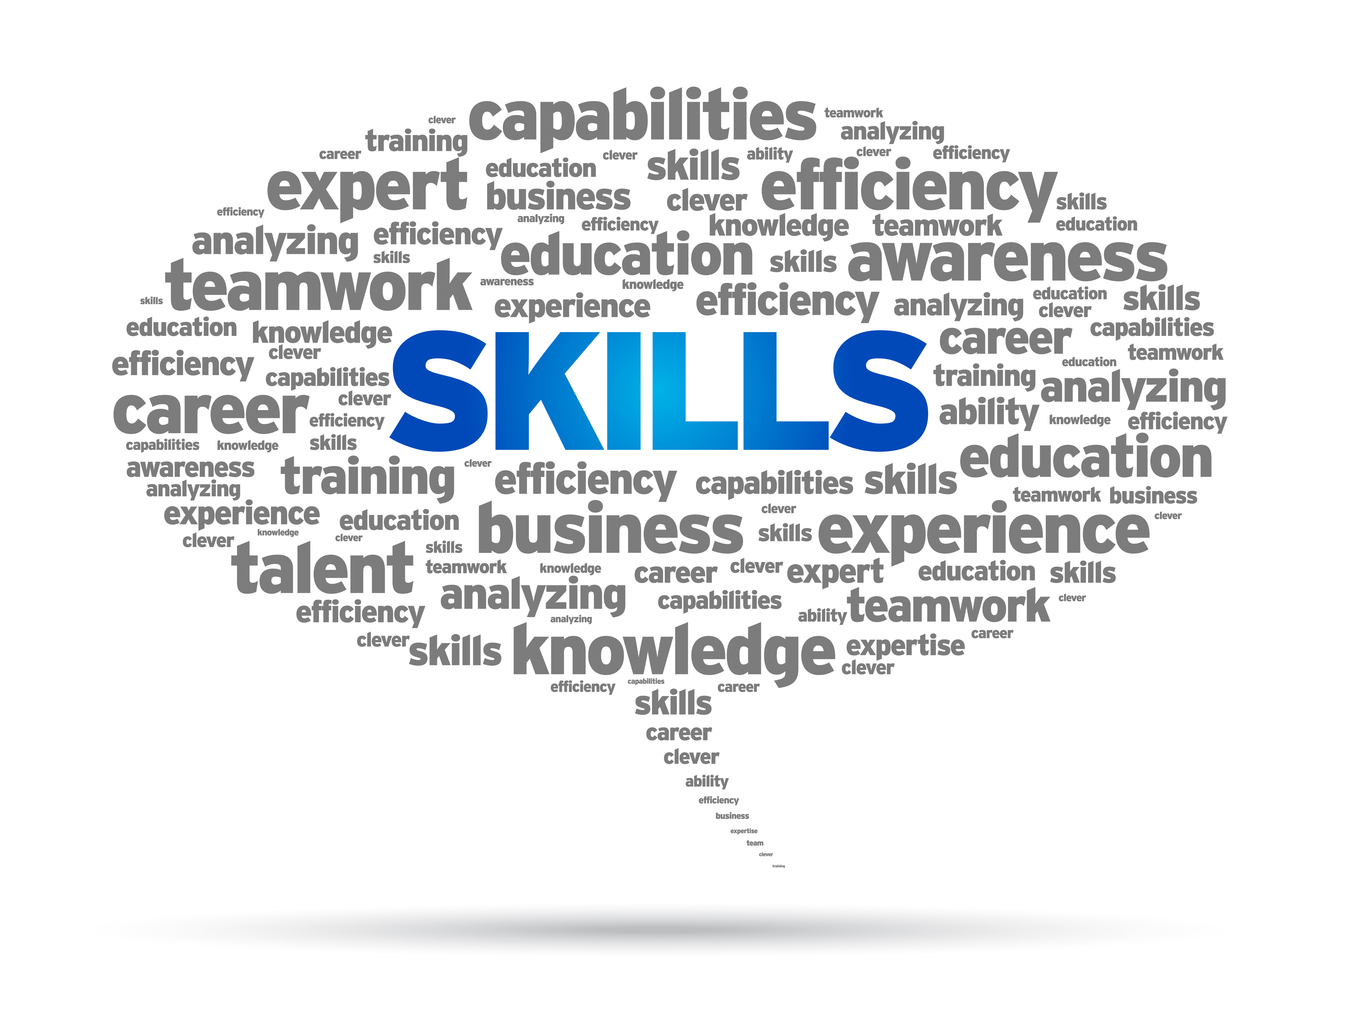 capabilities
clever teamwork
training analyzing
career education clever skills ability clever efficiency
expert business clever efficiency skills
efficiency analyzing efficiency knowledge teamwork education
analyzing efficiency education skills awareness
skills
teamwork awareness knowledge
skills experience efficiency analyzing education clever skills
education knowledge SKILLS career capabilities
efficiency clever education teamwork
capabilities training analyzing
career clever ability knowledge efficiency
efficiency
capabilities knowledge skills education
awareness training clever efficiency capabilities skills
analyzing teamwork business
experience education business clever experience clever
clever knowledge clever skills
talent skills
teamwork knowledge career clever expert education skills
efficiency analyzing capabilities ability teamwork clever
analyzing
clever skills knowledge expertise career
clever
efficiency capabilities career
skills
career
clever
ability
efficiency
business
expertise
team
clever
training